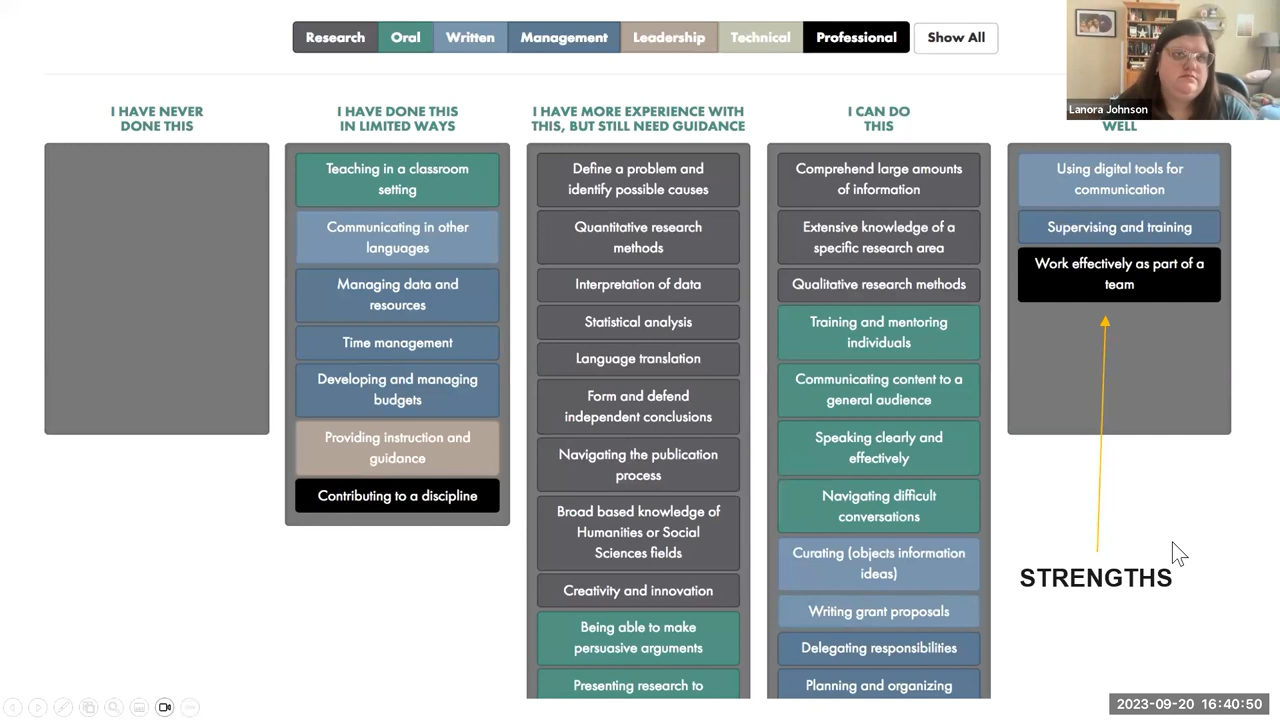 Research Oral Written Management Leadership Technical Professional Show All
Lanora Johnson
I HAVE NEVER
DONE THIS
I HAVE DONE THIS
IN LIMITED WAYS
I HAVE MORE EXPERIENCE WITH
THIS, BUT STILL NEED GUIDANCE
I CAN DO
THIS
WELL
Teaching in a classroom
setting
Communicating in other
languages
Managing data and
resources
Time management
Developing and managing
budgets
Providing instruction and
guidance
Contributing to a discipline
Define a problem and
identify possible causes
Quantitative research
methods
Interpretation of data
Statistical analysis
Language translation
Form and defend
independent conclusions
Navigating the publication
process
Broad based knowledge of
Humanities or Social
Sciences fields
Creativity and innovation
Being able to make
persuasive arguments
Presenting research to
Comprehend large amounts
of information
Extensive knowledge of a
specific research area
Qualitative research methods
Training and mentoring
individuals
Communicating content to a
general audience
Speaking clearly and
effectively
Navigating difficult
conversations
Curating (objects information
ideas)
Writing grant proposals
Delegating responsibilities
Planning and organizing
Using digital tools for
communication
Supervising and training
Work effectively as part of a
team
STRENGTHS
2023-09-20 16:40:50